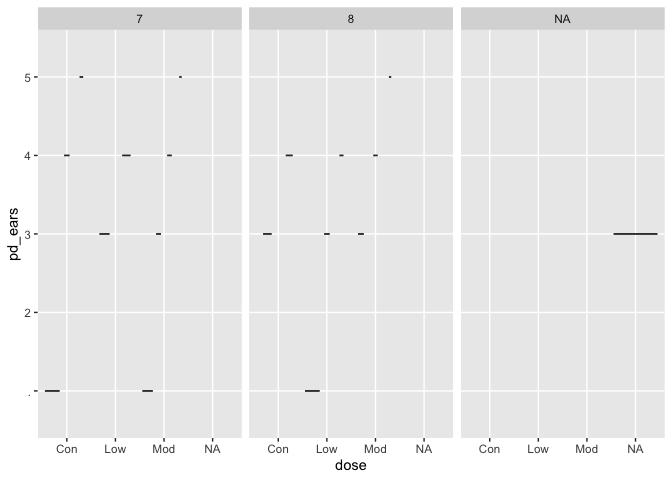 7 8 NA
5
4
3
2
.
pd_ears
Con Low Mod NA Con Low Mod NA Con Low Mod NA
dose